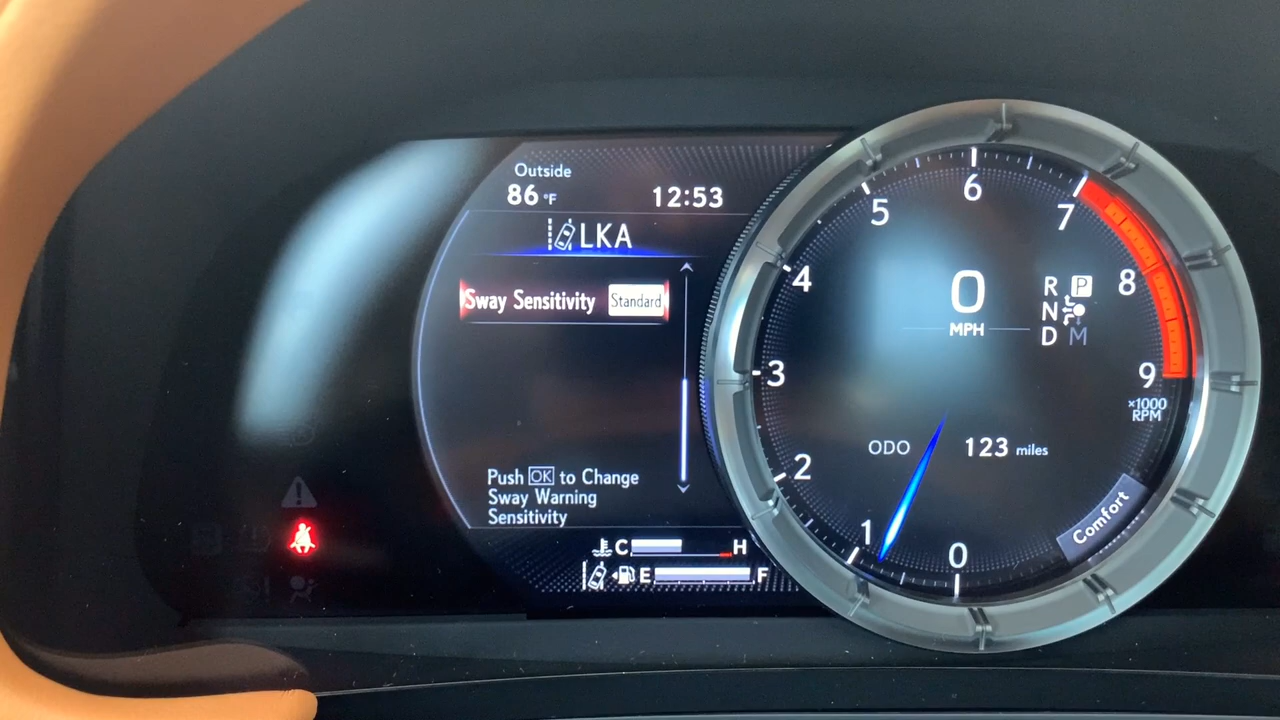 Outside
86 °F
12:53
LKA
Sway Sensitivity Standard
Push OK to Change
Sway Warning
Sensitivity
C H
E F
0
1
2
3
4
5
6
7
8
9
×1000
RPM
0
MPH
R P
N
D M
ODO 123 miles
Comfort